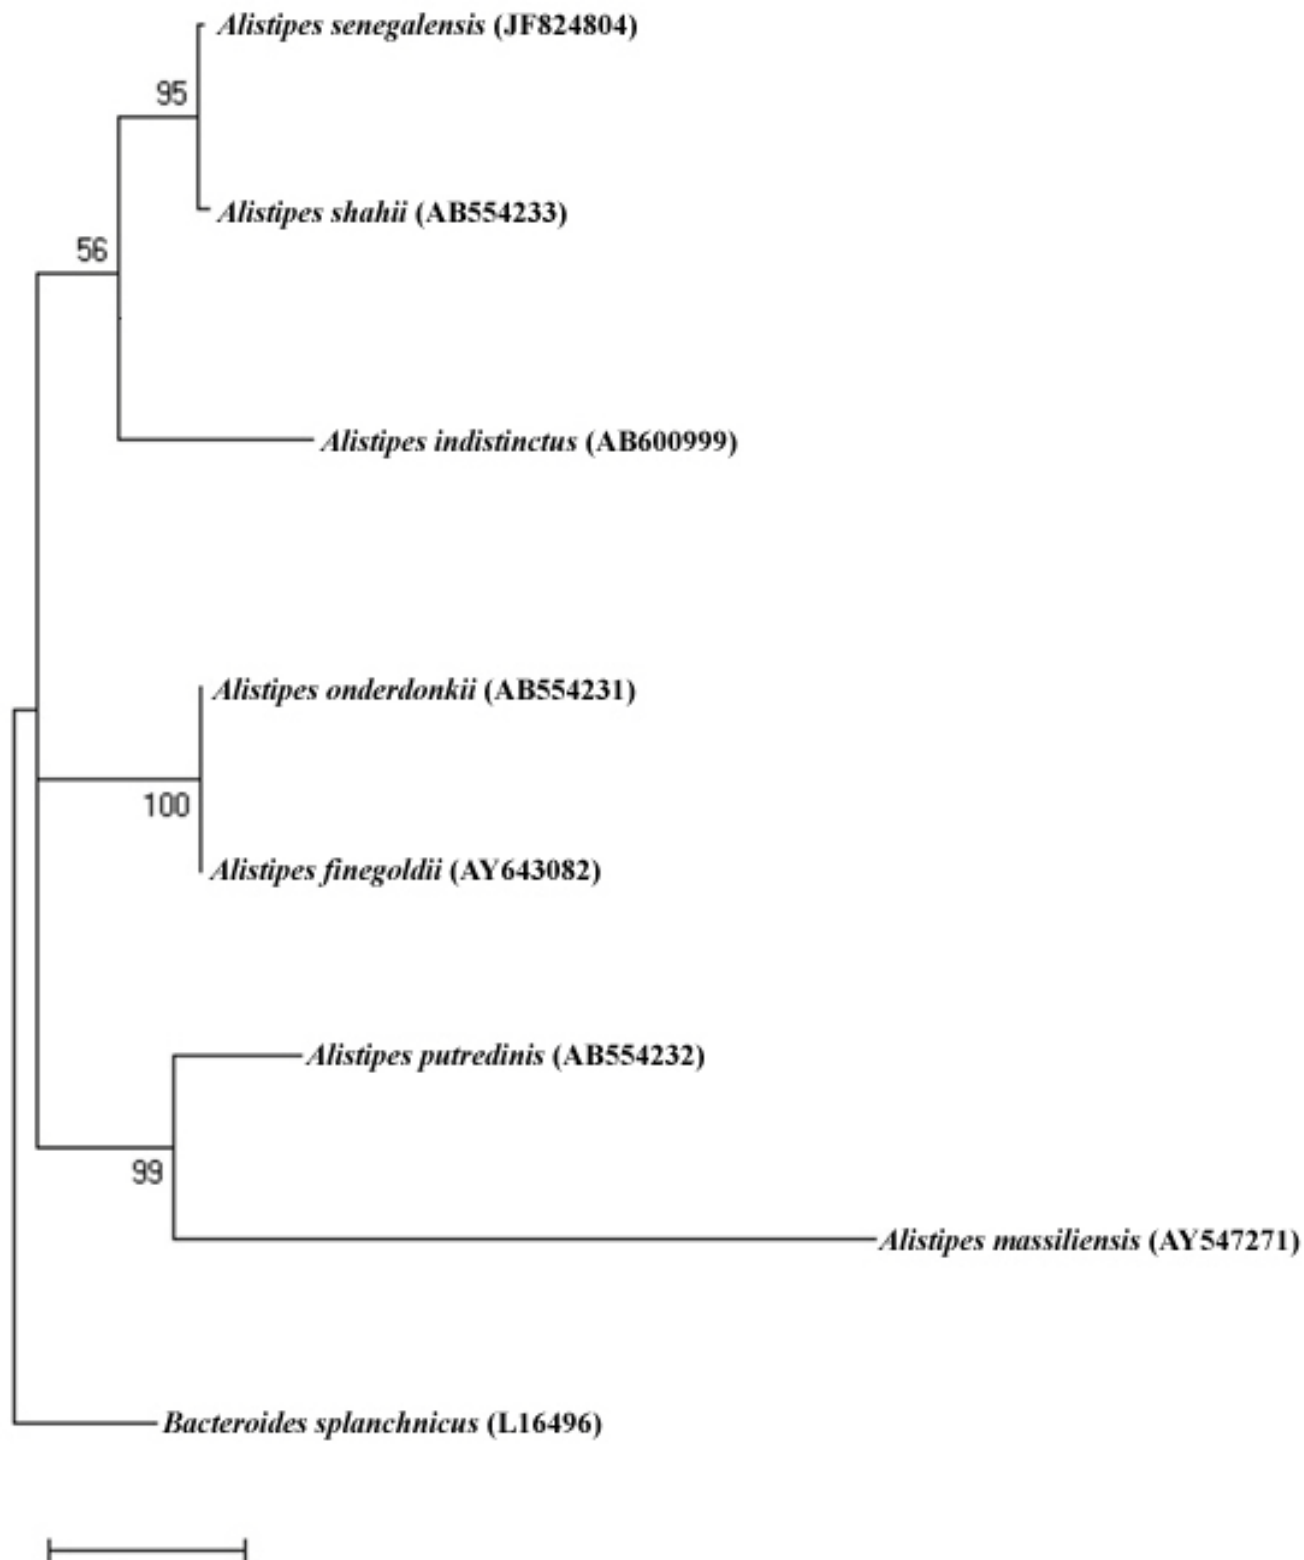 Alistipes senegalensis (JF824804)
95
Alistipes shahii (AB554233)
56
Alistipes indistinctus (AB600999)
Alistipes onderdonkii (AB554231)
100
Alistipes finegoldii (AY643082)
Alistipes putredinis (AB554232)
99
Alistipes massiliensis (AY547271)
Bacteroides splanchnicus (L16496)